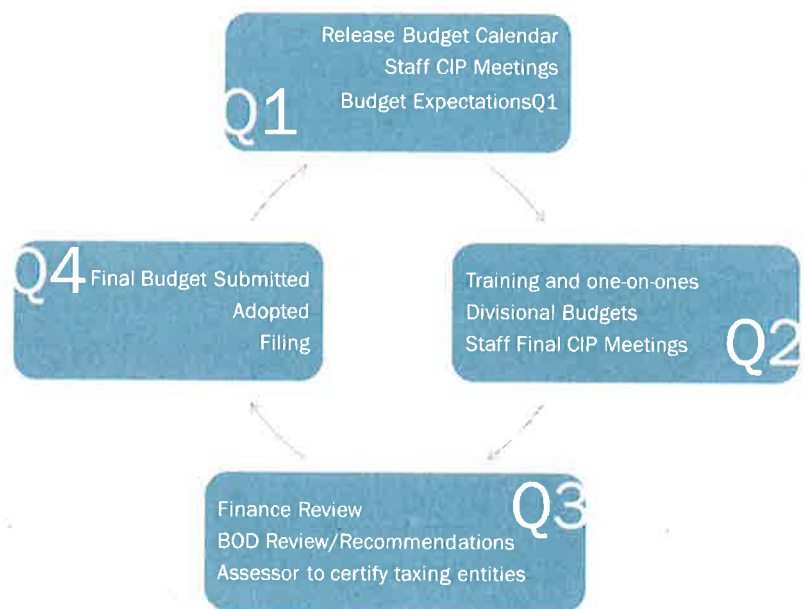 Release Budget Calendar
Staff CIP Meetings
Budget ExpectationsQ1
Q1
Training and one-on-ones
Divisional Budgets
Staff Final CIP Meetings
Q2
Q3
Finance Review
BOD Review/Recommendations
Assessor to certify taxing entities
Q4
Final Budget Submitted
Adopted
Filing